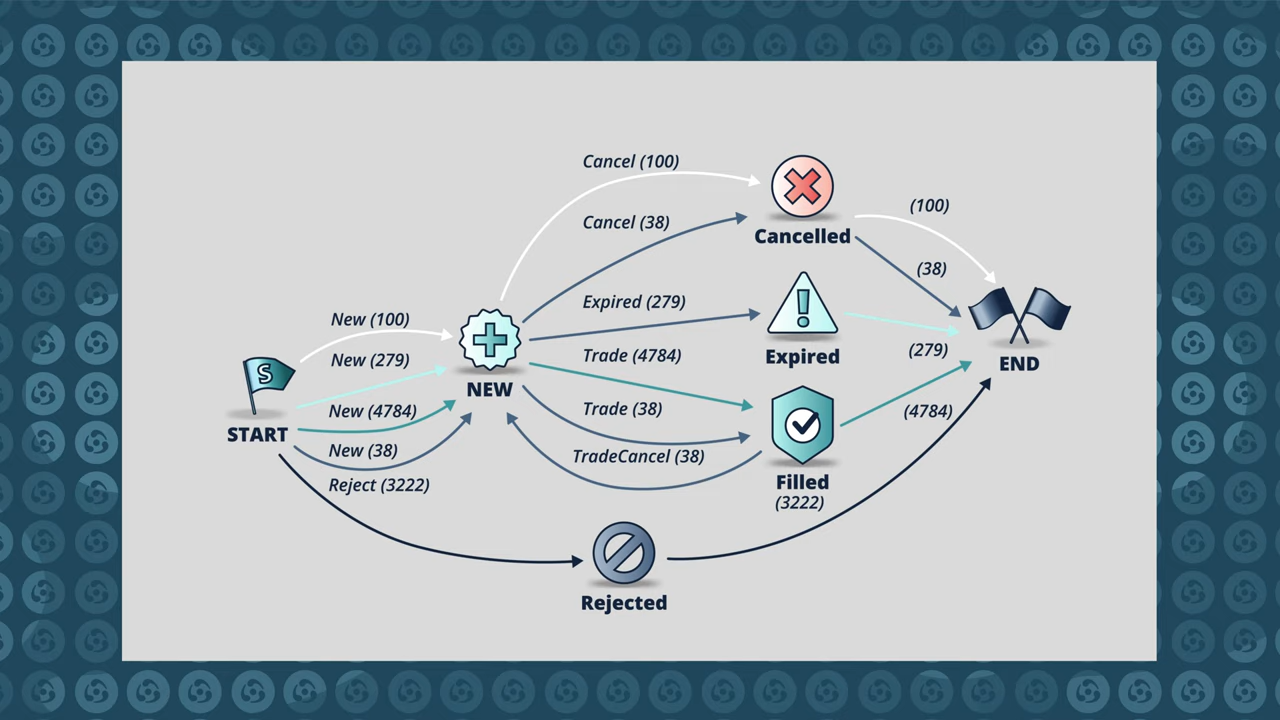 Cancel (100)
(100)
Cancel (38)
Cancelled
(38)
Expired (279)
New (100)
(279)
Trade (4784)
Expired
END
New (279)
S
NEW
New (4784)
Trade (38)
(4784)
START
New (38)
TradeCancel (38)
Reject (3222)
Filled
(3222)
Rejected